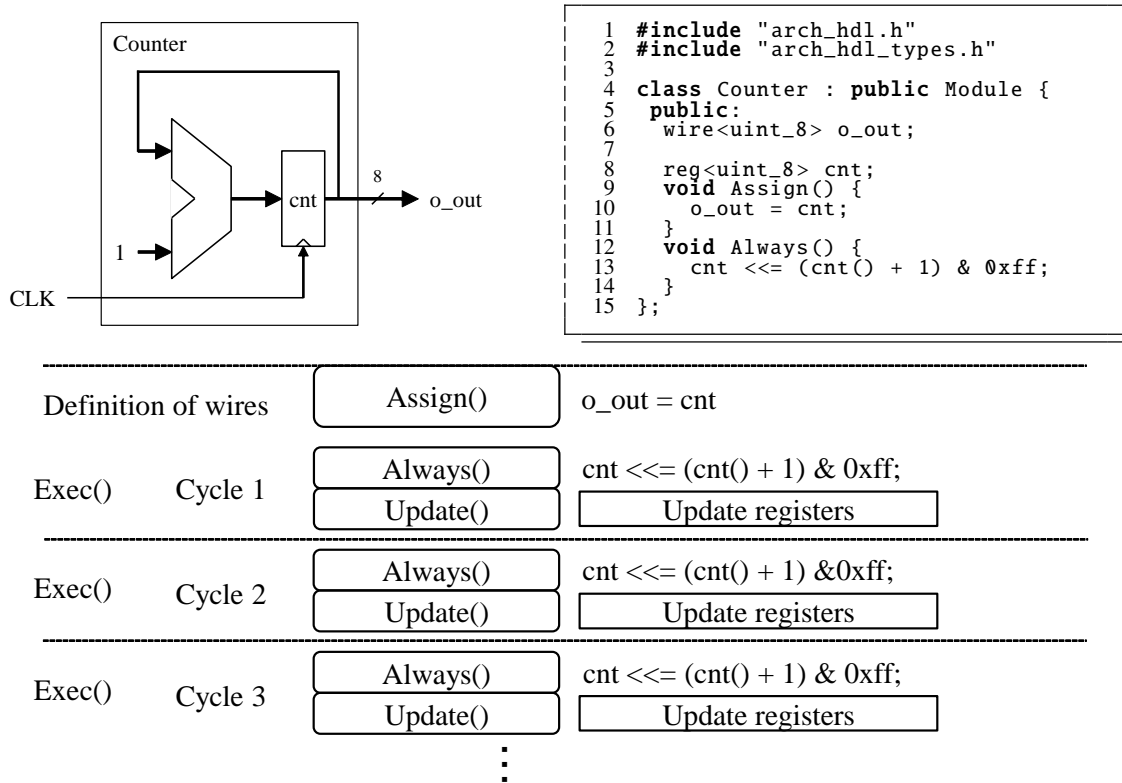 Counter
cnt
8
o_out
1
CLK
1 #include "arch_hdl.h"
2 #include "arch_hdl_types.h"
3
4 class Counter : public Module {
5 public:
6 wire<uint_8> o_out;
7
8 reg<uint_8> cnt;
9 void Assign() {
10 o_out = cnt;
11 }
12 void Always() {
13 cnt <<= (cnt() + 1) & 0xff;
14 }
15 };
Definition of wires Assign() o_out = cnt
Always() cnt <<= (cnt() + 1) & 0xff;
Exec() Cycle 1
Update() Update registers
Always() cnt <<= (cnt() + 1) &0xff;
Exec() Cycle 2
Update() Update registers
Always() cnt <<= (cnt() + 1) & 0xff;
Exec() Cycle 3
Update() Update registers
⋮